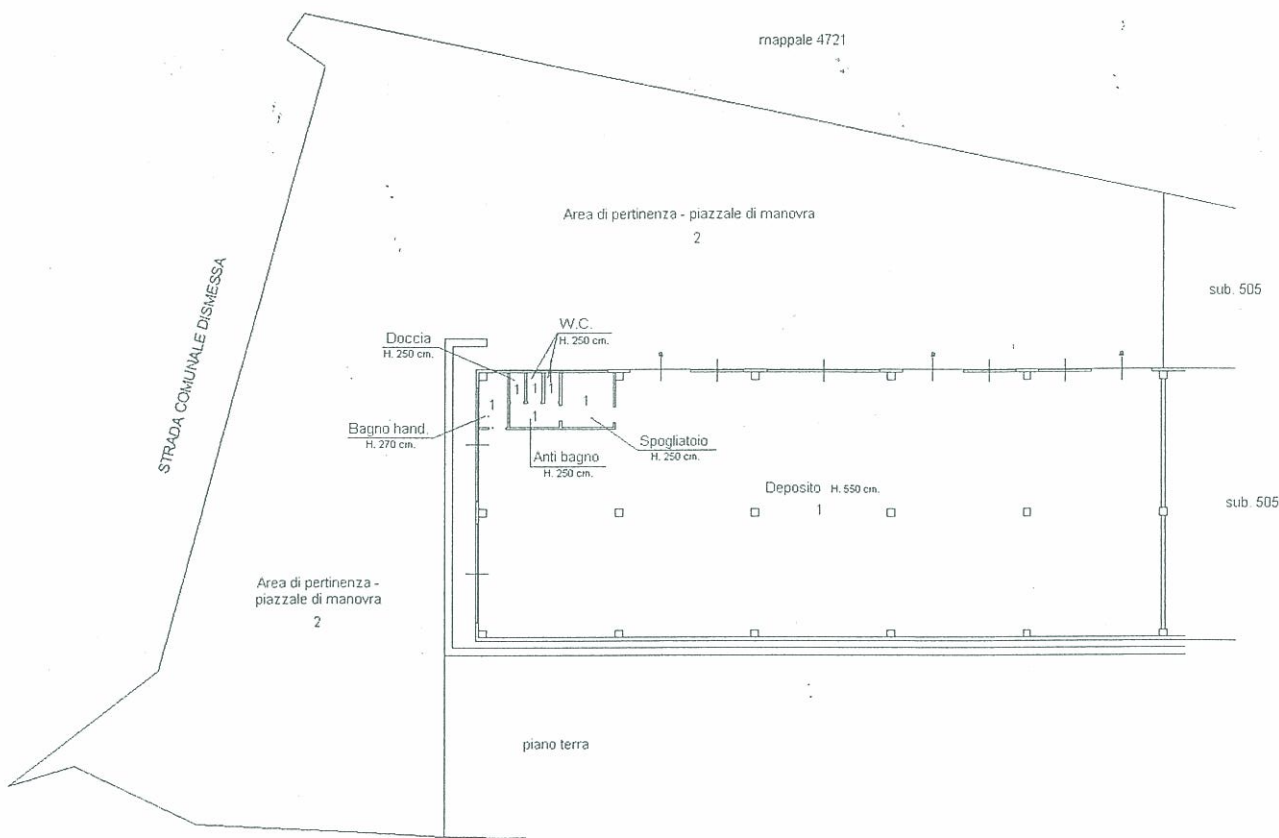 mappale 4721
Area di pertinenza - piazzale di manovra
2
STRADA COMUNALE DISMESSA
sub. 505
W.C.
H. 250 cm.
Doccia
H. 250 cm.
1
1
1
1
1
1
Bagno hand.
H. 270 cm.
Anti bagno
H. 250 cm.
Spogliatoio
H. 250 cm.
Deposito H. 550 cm.
1
sub. 505
Area di pertinenza -
piazzale di manovra
2
piano terra